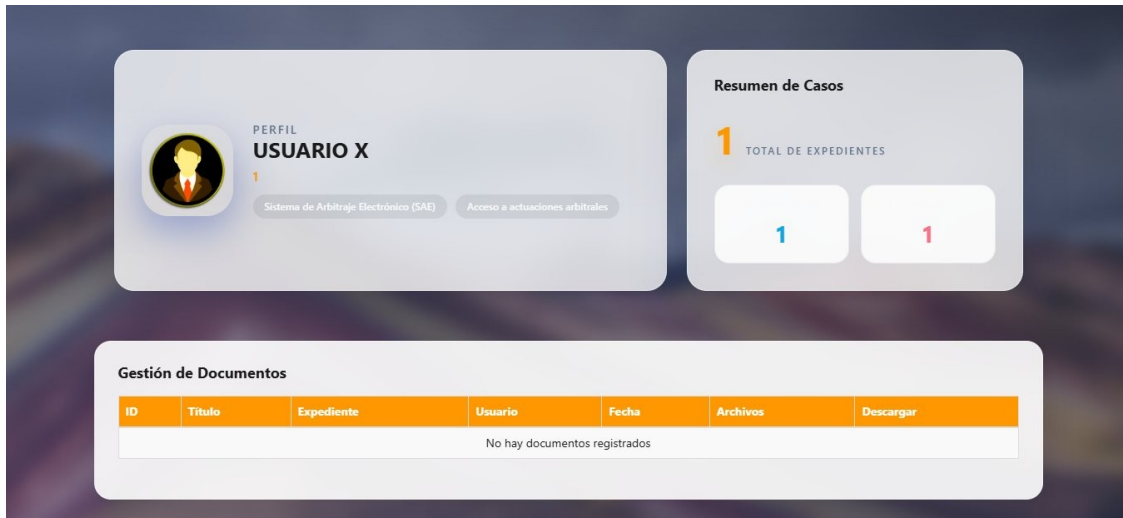 PERFIL
USUARIO X
1
Sistema de Arbitraje Electrónico (SAE) Acceso a actuaciones arbitrales
Resumen de Casos
1 TOTAL DE EXPEDIENTES
1 1
Gestión de Documentos
ID Título Expediente Usuario Fecha Archivos Descargar
No hay documentos registrados